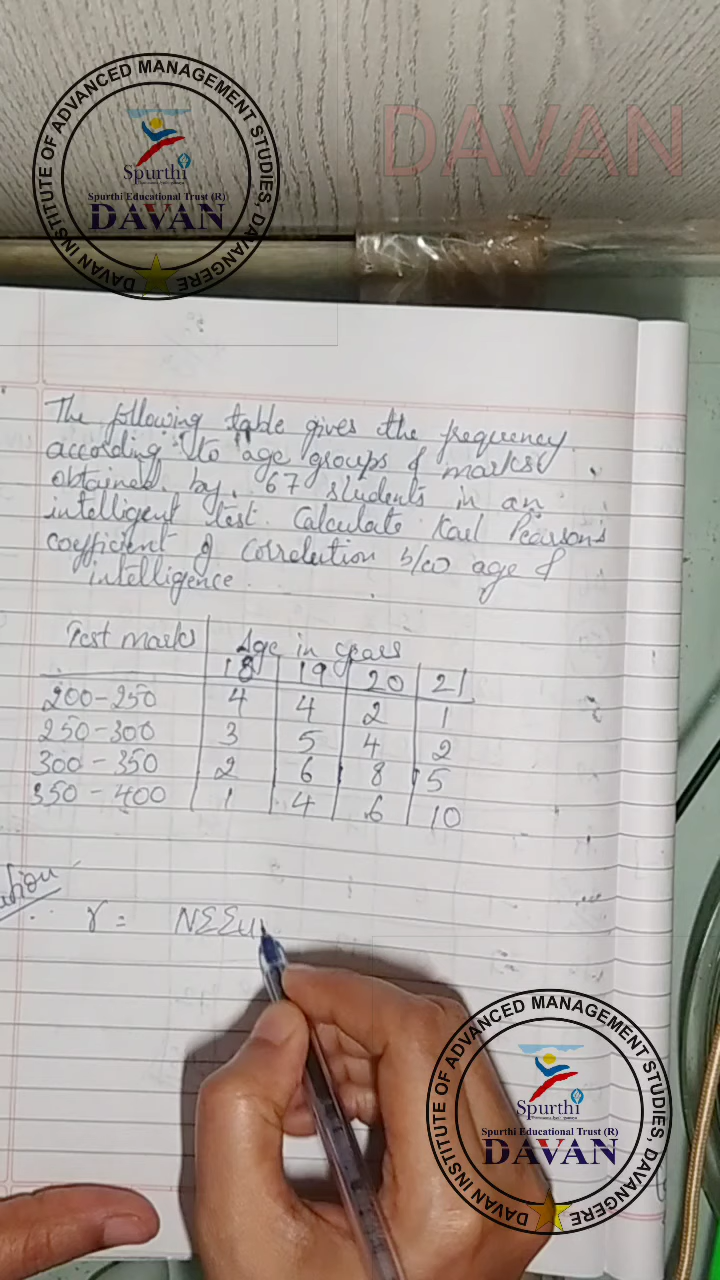 DAVAN INSTITUTE OF ADVANCED MANAGEMENT STUDIES, DAVANGERE
Spurthi
Spurthi Educational Trust (R)
DAVAN
DAVAN
The following table gives the frequency
according to age groups of marks
obtained by 67 students in an
intelligent test. Calculate Karl Pearson's
coefficient of correlation b/w age &
intelligence.
Test marks Age in years
18 19 20 21
200-250 4 4 2 1
250-300 3 5 4 2
300-350 2 6 8 5
350-400 1 4 6 10
r = NΣΣu
DAVAN INSTITUTE OF ADVANCED MANAGEMENT STUDIES, DAVANGERE
Spurthi
Spurthi Educational Trust (R)
DAVAN